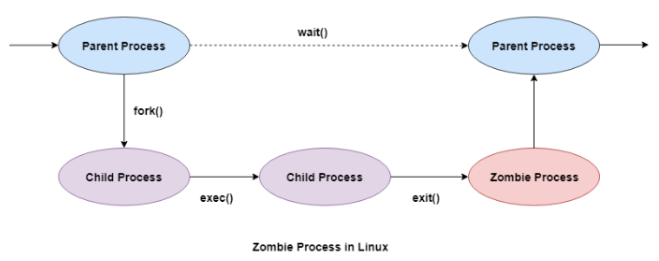 wait()
Parent Process
Parent Process
fork()
Child Process
Child Process
Zombie Process
exec()
exit()
Zombie Process in Linux